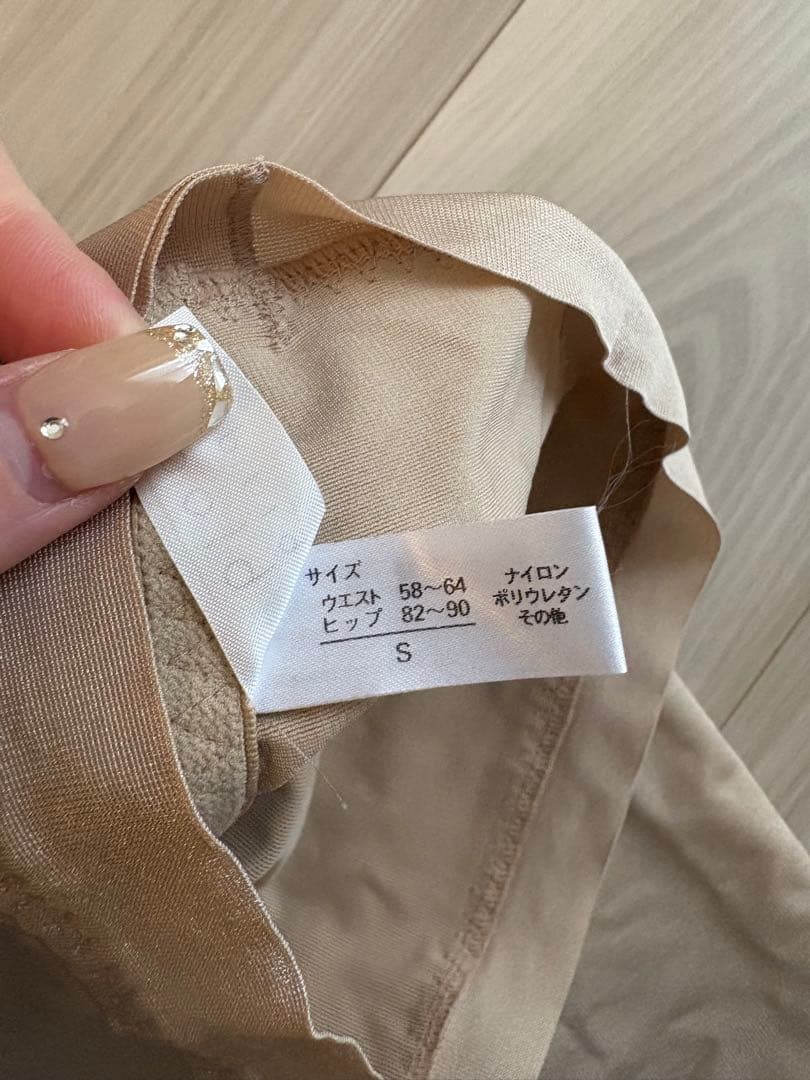 サイズ
ウエスト 58～64
ヒップ 82～90
S
ナイロン
ポリウレタン
その他